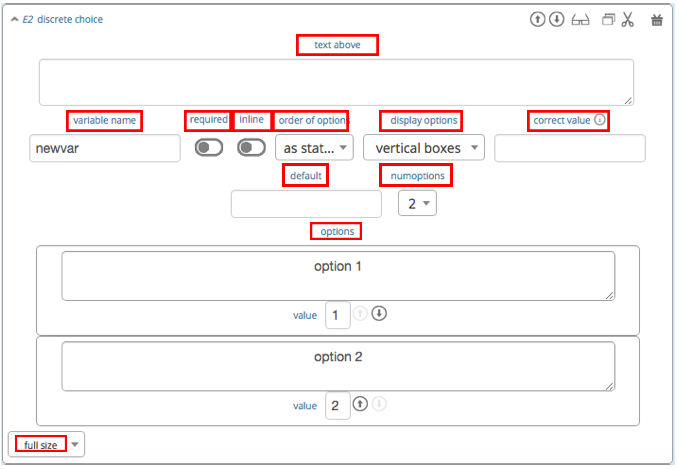 E2 discrete choice
text above
variable name required inline order of options display options correct value
newvar as stat... vertical boxes
default numoptions
2
options
option 1
value 1
option 2
value 2
full size